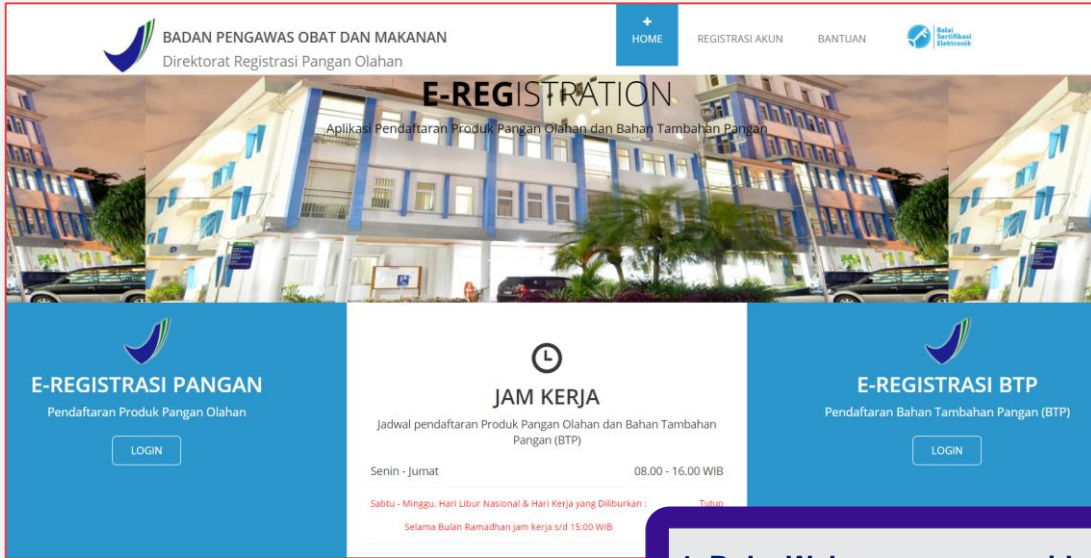 BADAN PENGAWAS OBAT DAN MAKANAN
Direktorat Registrasi Pangan Olahan
HOME
REGISTRASI AKUN
BANTUAN
Balai
Sertifikasi
Elektronik
E-REGISTRATION
Aplikasi Pendaftaran Produk Pangan Olahan dan Bahan Tambahan Pangan
E-REGISTRASI PANGAN
Pendaftaran Produk Pangan Olahan
LOGIN
JAM KERJA
Jadwal pendaftaran Produk Pangan Olahan dan Bahan Tambahan
Pangan (BTP)
Senin - Jumat 08.00 - 16.00 WIB
Sabtu - Minggu, Hari Libur Nasional & Hari Kerja yang Diliburkan : Tutup
Selama Bulan Ramadhan jam kerja s/d 15:00 WIB
E-REGISTRASI BTP
Pendaftaran Bahan Tambahan Pangan (BTP)
LOGIN